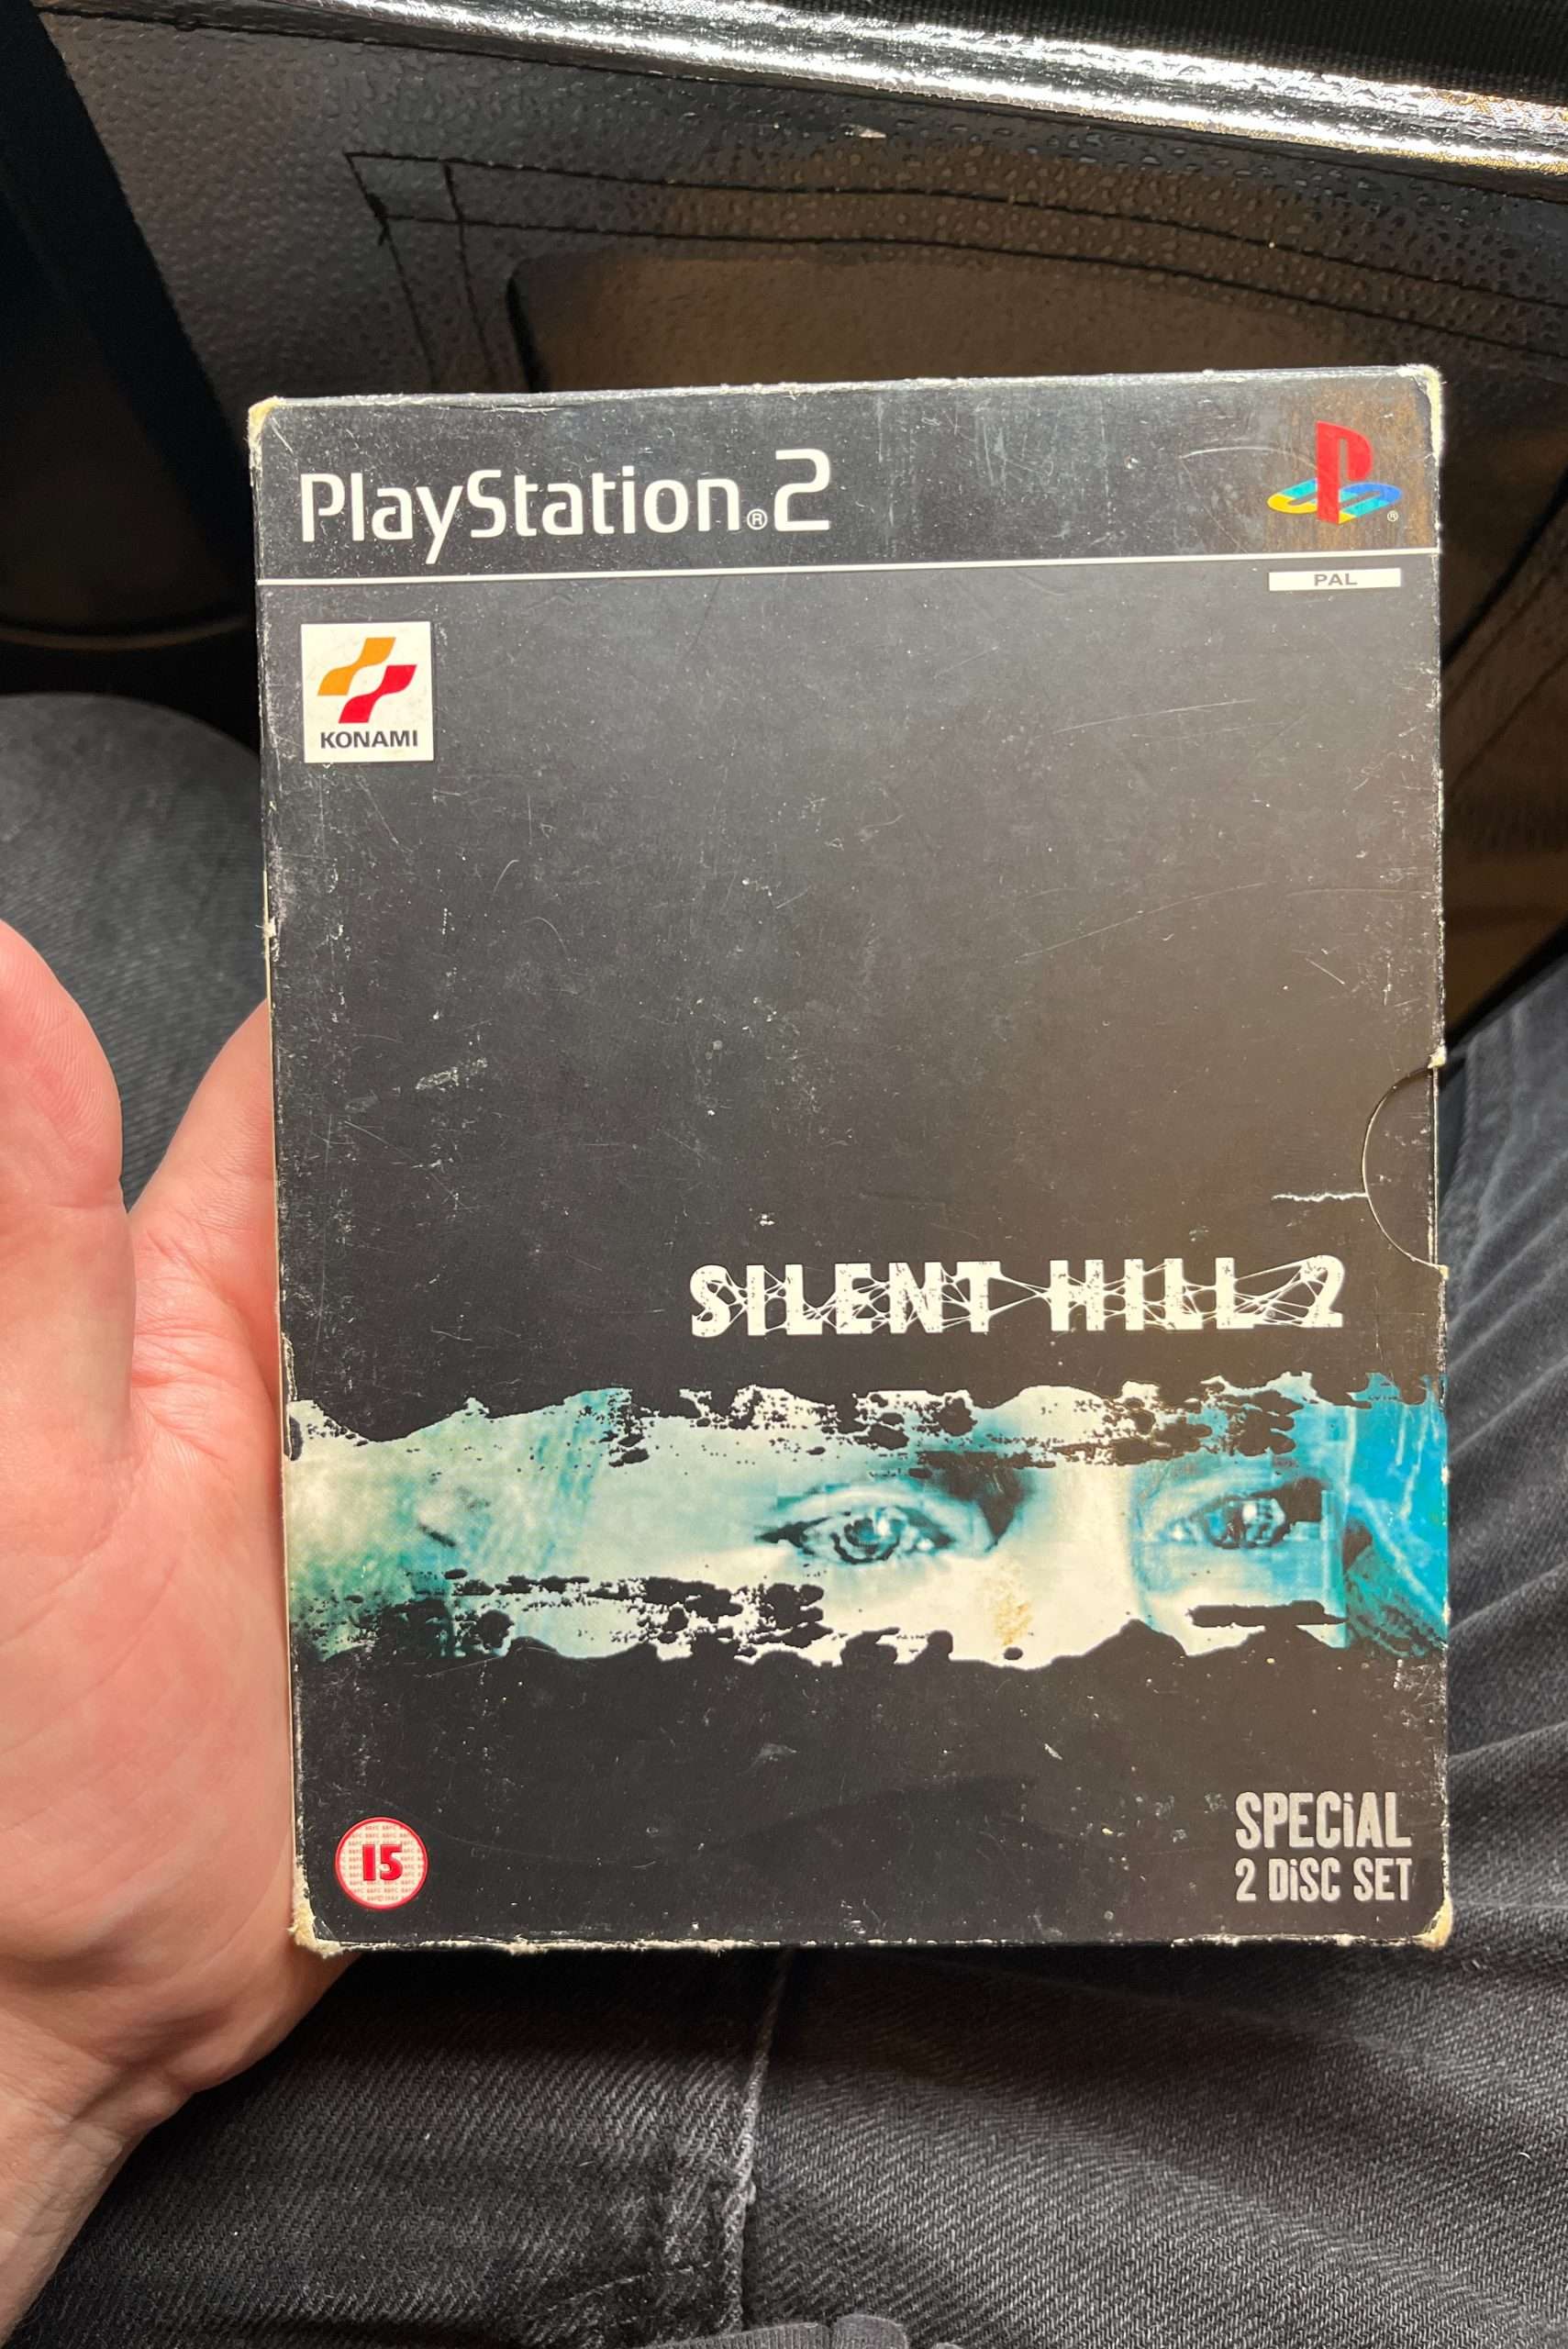 PlayStation®2
®
PAL
KONAMI
SILENT HILL 2
15
SPECiAL
2 DiSC SET